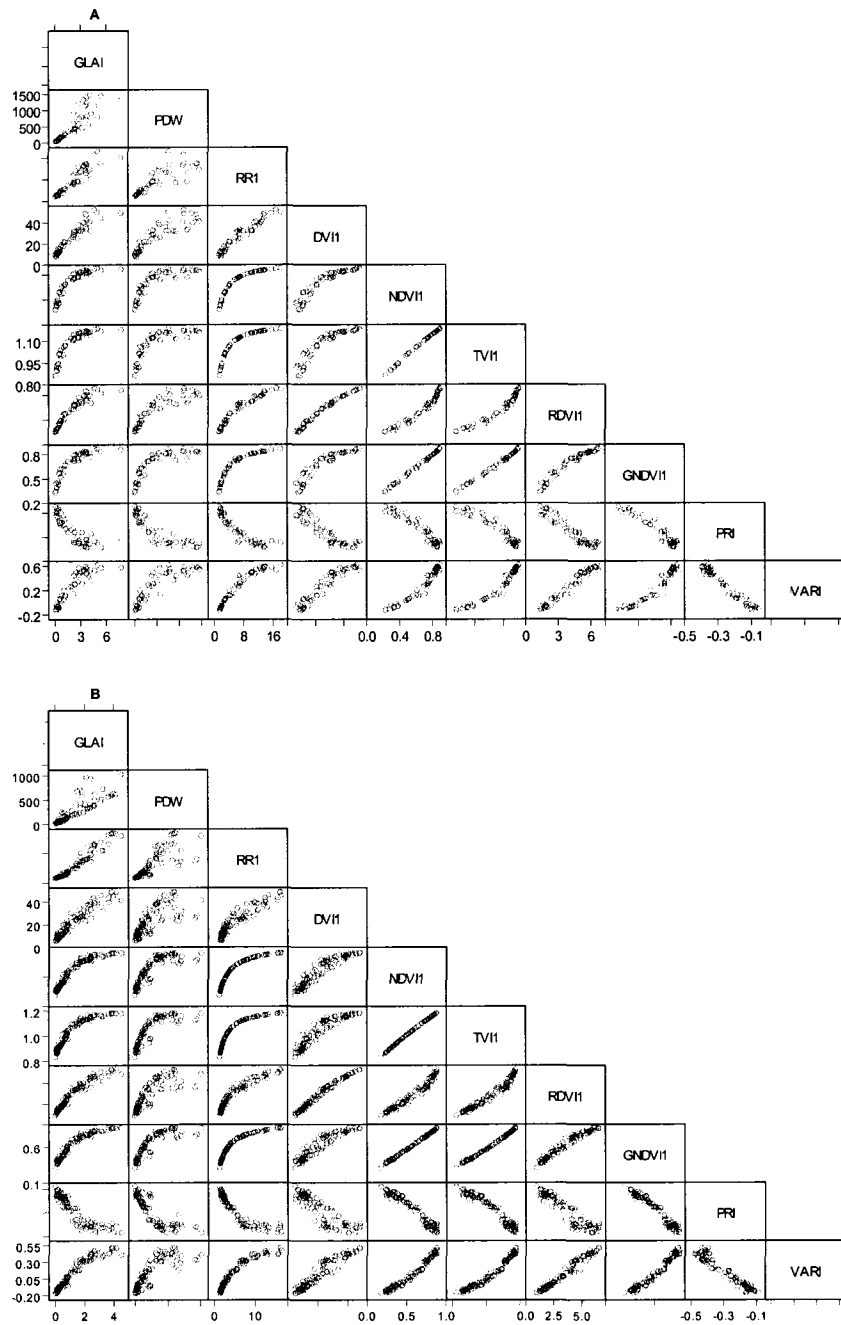 A
GLAI
1500
1000
500
0
PDW
RR1
40
20
0
DVI1
NDVI1
1.10
0.95
TVI1
0.80
RDVI1
0.8
0.5
GNDVI1
0.2
PRI
0.6
0.2
-0.2
VARI
0 3 6 0 8 16 0.0 0.4 0.8 0 3 6 -0.5 -0.3 -0.1
B
GLAI
1000
500
0
PDW
RR1
40
20
0
DVI1
NDVI1
1.2
1.0
0.8
TVI1
RDVI1
0.6
GNDVI1
0.1
PRI
0.55
0.30
0.05
-0.20
VARI
0 2 4 0 10 0.0 0.5 1.0 0.0 2.5 5.0 -0.5 -0.3 -0.1